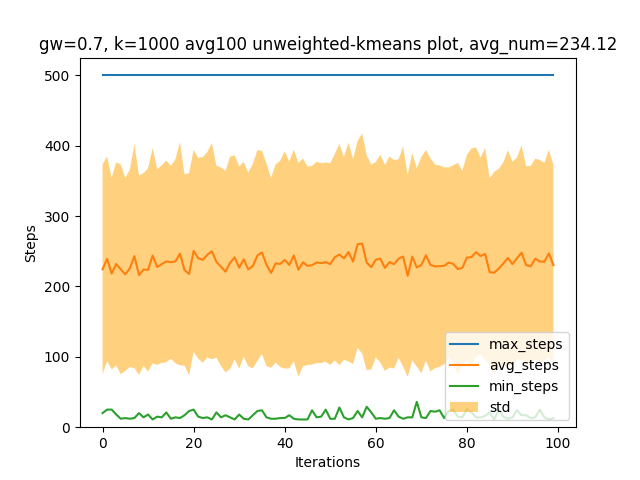 gw=0.7, k=1000 avg100 unweighted-kmeans plot, avg_num=234.12
500
400
300
200
100
0
Steps
0 20 40 60 80 100
Iterations
max_steps
avg_steps
min_steps
std